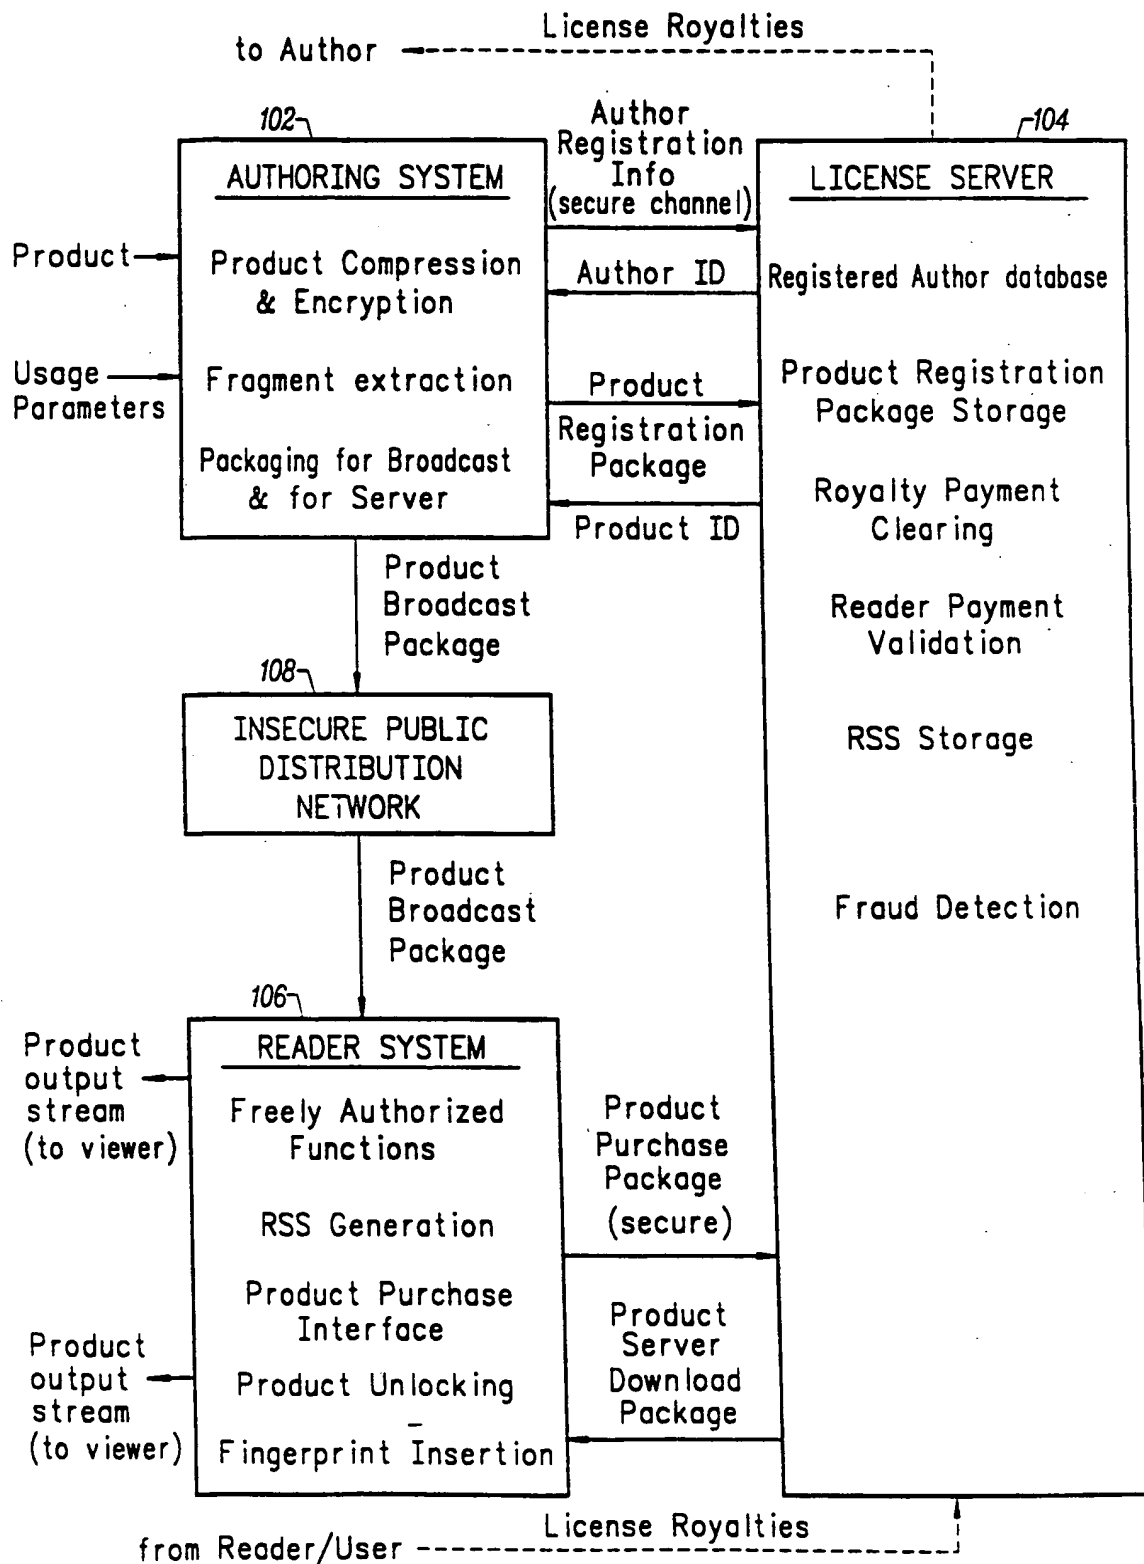 License Royalties
to Author
102
104
AUTHORING SYSTEM
Product Compression
& Encryption
Fragment extraction
Packaging for Broadcast
& for Server
Product
Usage
Parameters
Author
Registration
Info
(secure channel)
Author ID
Product
Registration
Package
Product ID
LICENSE SERVER
Registered Author database
Product Registration
Package Storage
Royalty Payment
Clearing
Reader Payment
Validation
RSS Storage
Fraud Detection
Product
Broadcast
Package
108
INSECURE PUBLIC
DISTRIBUTION
NETWORK
Product
Broadcast
Package
106
READER SYSTEM
Freely Authorized
Functions
RSS Generation
Product Purchase
Interface
Product Unlocking
Fingerprint Insertion
Product
output
stream
(to viewer)
Product
output
stream
(to viewer)
Product
Purchase
Package
(secure)
Product
Server
Download
Package
License Royalties
from Reader/User